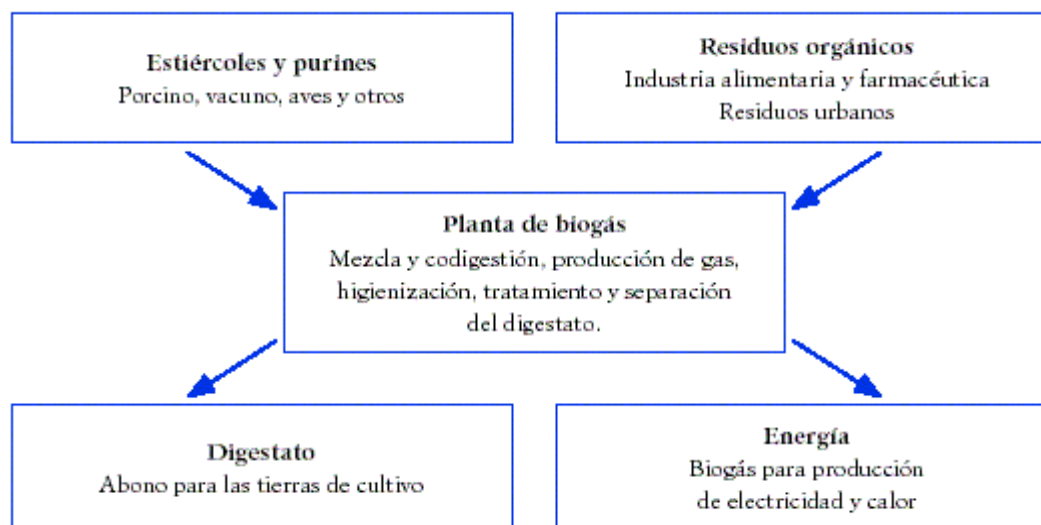 Estiércoles y purines
Porcino, vacuno, aves y otros
Residuos orgánicos
Industria alimentaria y farmacéutica
Residuos urbanos
Planta de biogás
Mezcla y codigestión, producción de gas,
higienización, tratamiento y separación
del digestato.
Digestato
Abono para las tierras de cultivo
Energía
Biogás para producción
de electricidad y calor